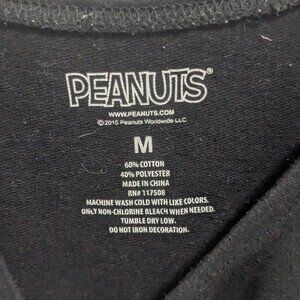 PEANUTS®
WWW.PEANUTS.COM
©2015 Peanuts Worldwide LLC
M
60% COTTON
40% POLYESTER
MADE IN CHINA
RN# 117508
MACHINE WASH COLD WITH LIKE COLORS.
ONLY NON-CHLORINE BLEACH WHEN NEEDED.
TUMBLE DRY LOW.
DO NOT IRON DECORATION.